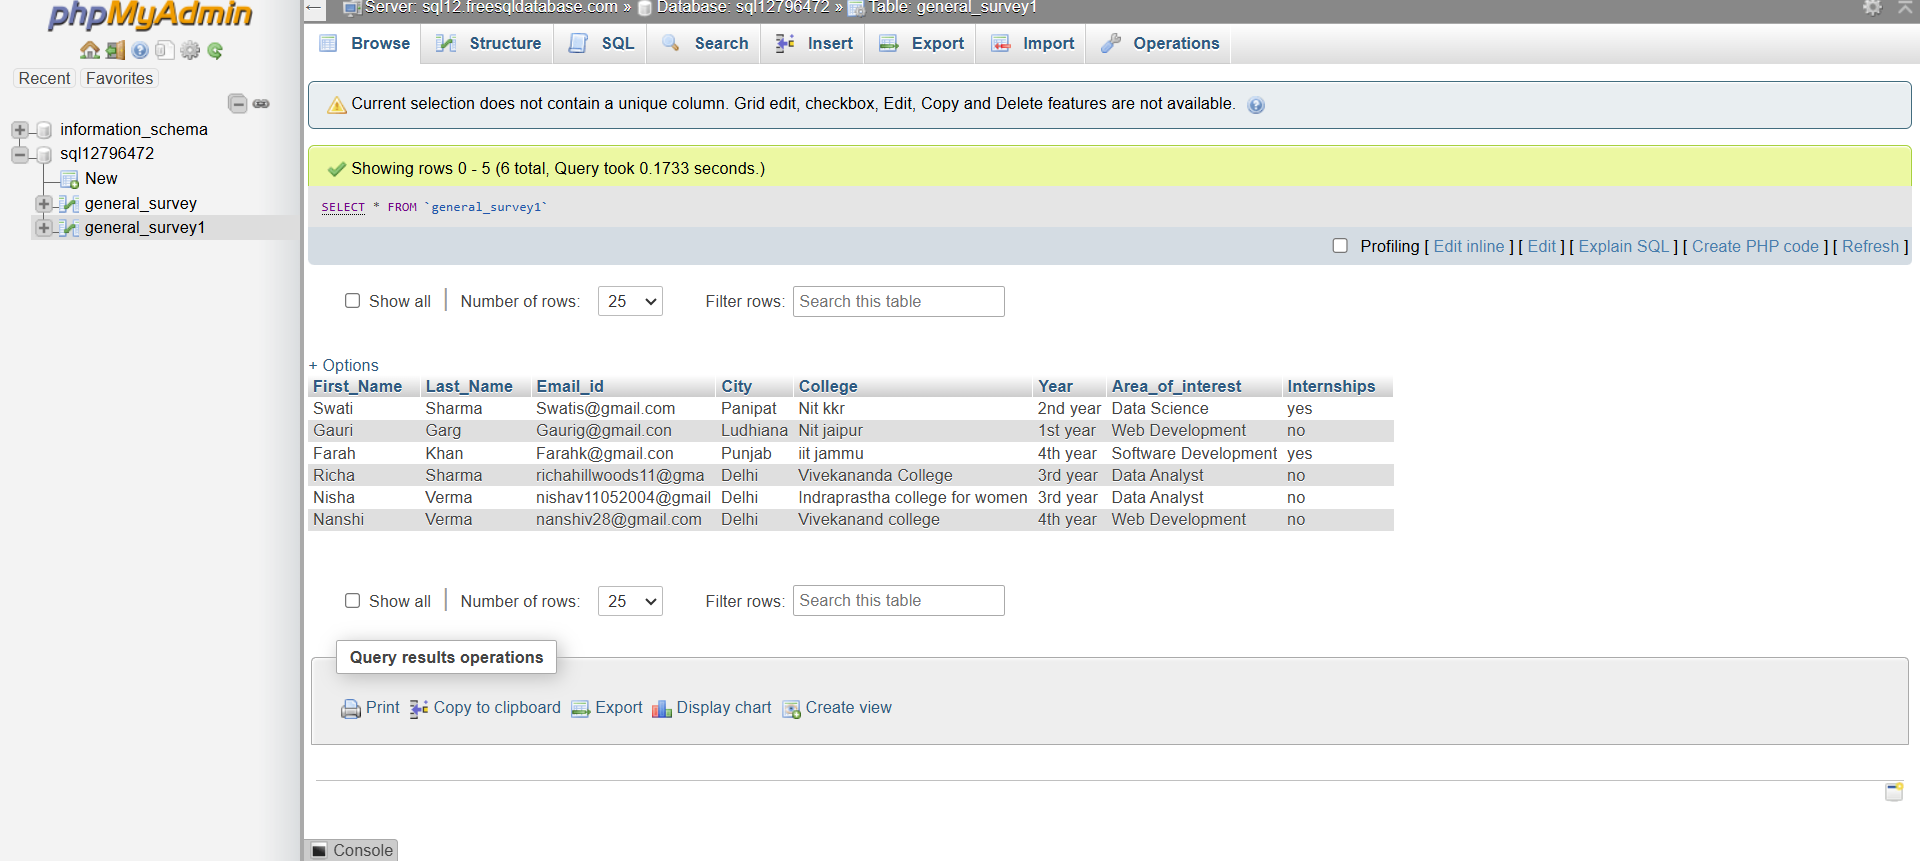 phpMyAdmin
Recent Favorites
information_schema
sql12796472
New
general_survey
general_survey1
Server: sql12.freesqldatabase.com » Database: sql12796472 » Table: general_survey1
Browse Structure SQL Search Insert Export Import Operations
Current selection does not contain a unique column. Grid edit, checkbox, Edit, Copy and Delete features are not available.
Showing rows 0 - 5 (6 total, Query took 0.1733 seconds.)
SELECT * FROM `general_survey1`
Profiling [ Edit inline ] [ Edit ] [ Explain SQL ] [ Create PHP code ] [ Refresh ]
Show all | Number of rows: 25 Filter rows: Search this table
+ Options
First_Name Last_Name Email_id City College Year Area_of_interest Internships
Swati Sharma Swatis@gmail.com Panipat Nit kkr 2nd year Data Science yes
Gauri Garg Gaurig@gmail.con Ludhiana Nit jaipur 1st year Web Development no
Farah Khan Farahk@gmail.con Punjab iit jammu 4th year Software Development yes
Richa Sharma richahillwoods11@gma Delhi Vivekananda College 3rd year Data Analyst no
Nisha Verma nishav11052004@gmail Delhi Indraprastha college for women 3rd year Data Analyst no
Nanshi Verma nanshiv28@gmail.com Delhi Vivekanand college 4th year Web Development no
Show all | Number of rows: 25 Filter rows: Search this table
Query results operations
Print Copy to clipboard Export Display chart Create view
Console